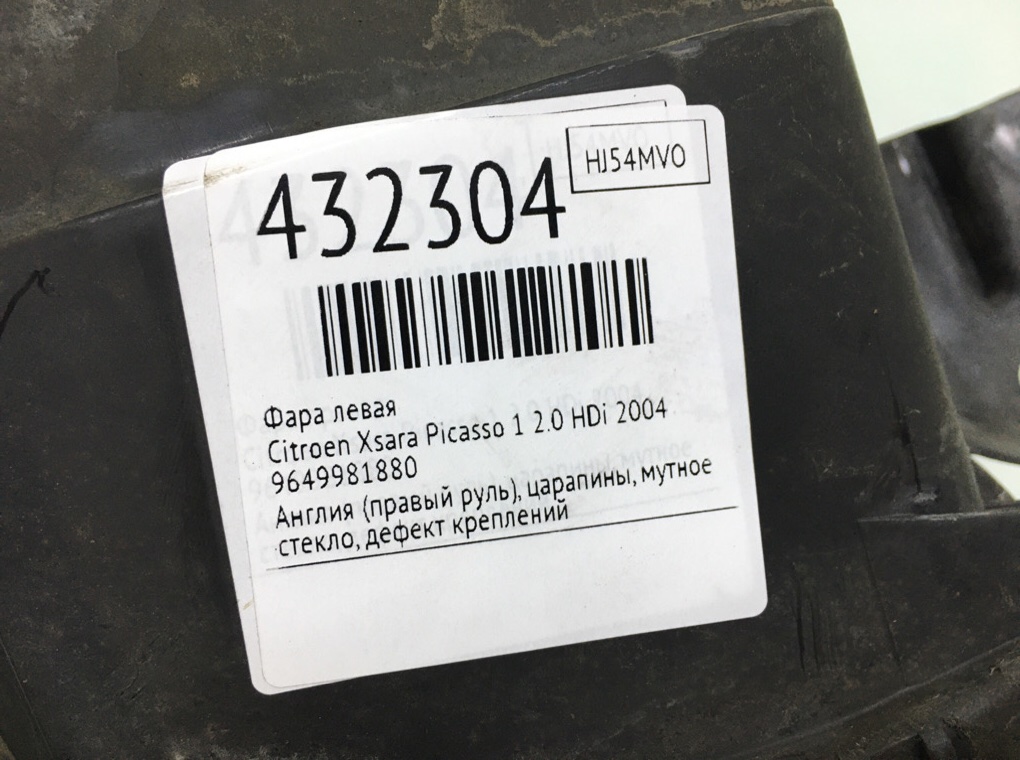 HJ54MVO
432304
Фара левая
Citroen Xsara Picasso 1 2.0 HDi 2004
9649981880
Англия (правый руль), царапины, мутное
стекло, дефект креплений